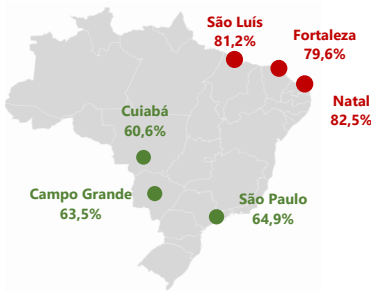 São Luís
81,2%
Fortaleza
79,6%
Natal
82,5%
Cuiabá
60,6%
Campo Grande
63,5%
São Paulo
64,9%